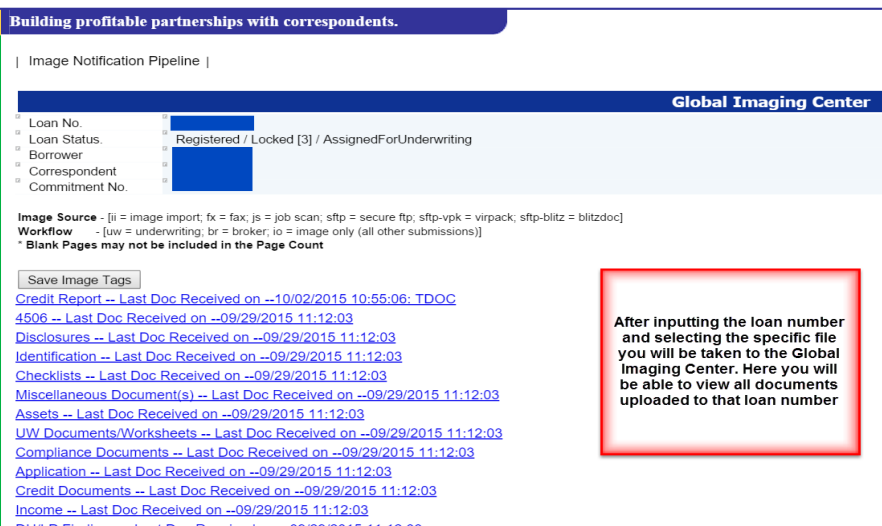 Building profitable partnerships with correspondents.
| Image Notification Pipeline |
Global Imaging Center
Loan No.
Loan Status. Registered / Locked [3] / AssignedForUnderwriting
Borrower
Correspondent
Commitment No.
Image Source - [ii = image import; fx = fax; js = job scan; sftp = secure ftp; sftp-vpk = virpack; sftp-blitz = blitzdoc]
Workflow - [uw = underwriting; br = broker; io = image only (all other submissions)]
* Blank Pages may not be included in the Page Count
Save Image Tags
Credit Report -- Last Doc Received on --10/02/2015 10:55:06: TDOC
4506 -- Last Doc Received on --09/29/2015 11:12:03
Disclosures -- Last Doc Received on --09/29/2015 11:12:03
Identification -- Last Doc Received on --09/29/2015 11:12:03
Checklists -- Last Doc Received on --09/29/2015 11:12:03
Miscellaneous Document(s) -- Last Doc Received on --09/29/2015 11:12:03
Assets -- Last Doc Received on --09/29/2015 11:12:03
UW Documents/Worksheets -- Last Doc Received on --09/29/2015 11:12:03
Compliance Documents -- Last Doc Received on --09/29/2015 11:12:03
Application -- Last Doc Received on --09/29/2015 11:12:03
Credit Documents -- Last Doc Received on --09/29/2015 11:12:03
Income -- Last Doc Received on --09/29/2015 11:12:03
After inputting the loan number
and selecting the specific file
you will be taken to the Global
Imaging Center. Here you will
be able to view all documents
uploaded to that loan number